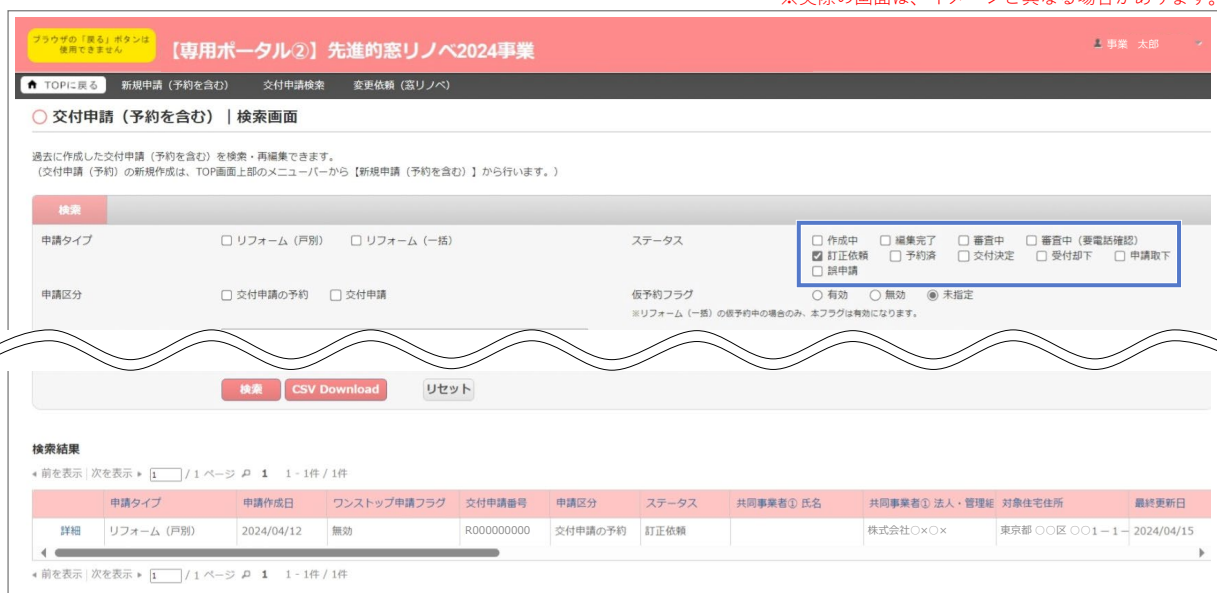 ※実際の画面は、イメージと異なる場合があります。
ブラウザの「戻る」ボタンは
使用できません
【専用ポータル②】先進的窓リノベ2024事業
事業 太郎
TOPに戻る 新規申請（予約を含む） 交付申請検索 変更依頼（窓リノベ）
○ 交付申請（予約を含む）｜検索画面
過去に作成した交付申請（予約を含む）を検索・再編集できます。
（交付申請（予約）の新規作成は、TOP画面上部のメニューバーから【新規申請（予約を含む）】から行います。）
検索
申請タイプ リフォーム（戸別） リフォーム（一括） ステータス 作成中 編集完了 審査中 審査中（要電話確認）
訂正依頼 予約済 交付決定 受付却下 申請取下
誤申請
申請区分 交付申請の予約 交付申請 仮予約フラグ 有効 無効 未指定
※リフォーム（一括）の仮予約中の場合のみ、本フラグは有効になります。
検索 CSV Download リセット
検索結果
前を表示 | 次を表示 1 / 1 ページ 1 1 - 1件 / 1件
申請タイプ 申請作成日 ワンストップ申請フラグ 交付申請番号 申請区分 ステータス 共同事業者① 氏名 共同事業者① 法人・管理組 対象住宅住所 最終更新日
詳細 リフォーム（戸別） 2024/04/12 無効 R000000000 交付申請の予約 訂正依頼 株式会社○×○× 東京都 ○○区 ○○1－1－ 2024/04/15
前を表示 | 次を表示 1 / 1 ページ 1 1 - 1件 / 1件